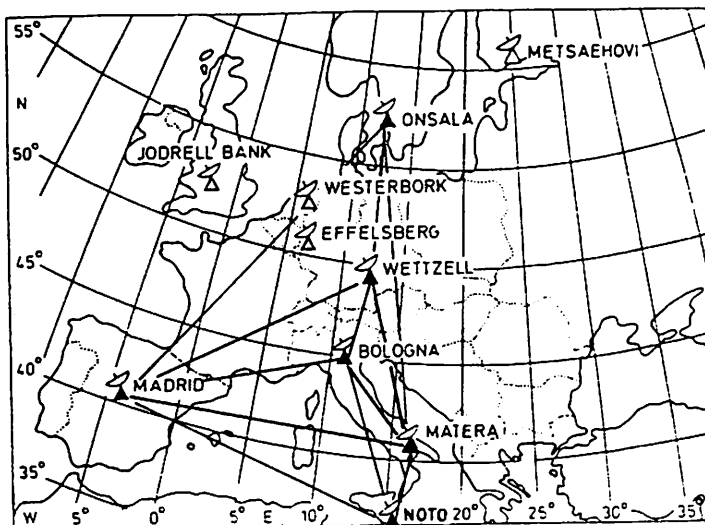 55°
METSAEHOVI
N
ONSALA
JODRELL BANK
50°
WESTERBORK
EFFELSBERG
45°
WETTZELL
BOLOGNA
40°
MADRID
MATERA
35°
NOTO
W 5° 0° 5° E 10° 20° 25° 30° 35°